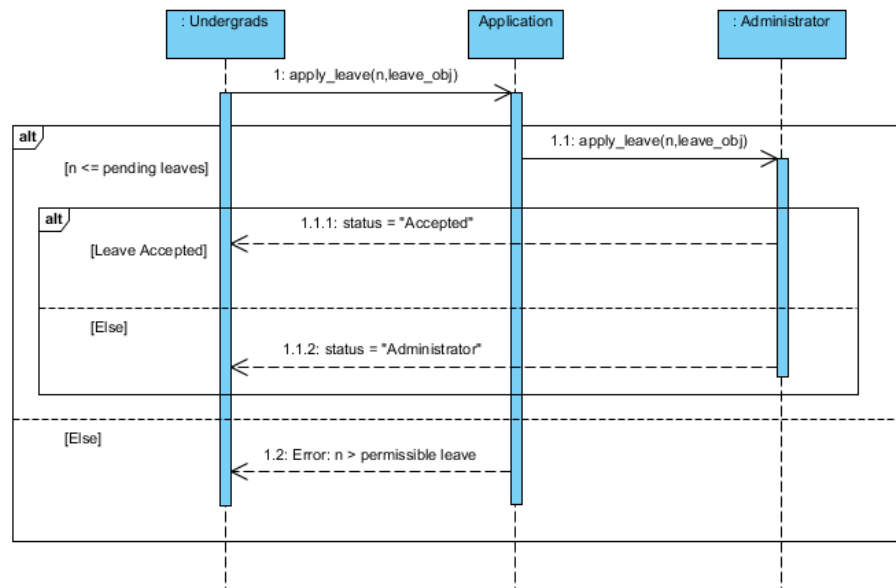 : Undergrads
Application
: Administrator
1: apply_leave(n,leave_obj)
alt
1.1: apply_leave(n,leave_obj)
[n <= pending leaves]
alt
1.1.1: status = "Accepted"
[Leave Accepted]
[Else]
1.1.2: status = "Administrator"
[Else]
1.2: Error: n > permissible leave